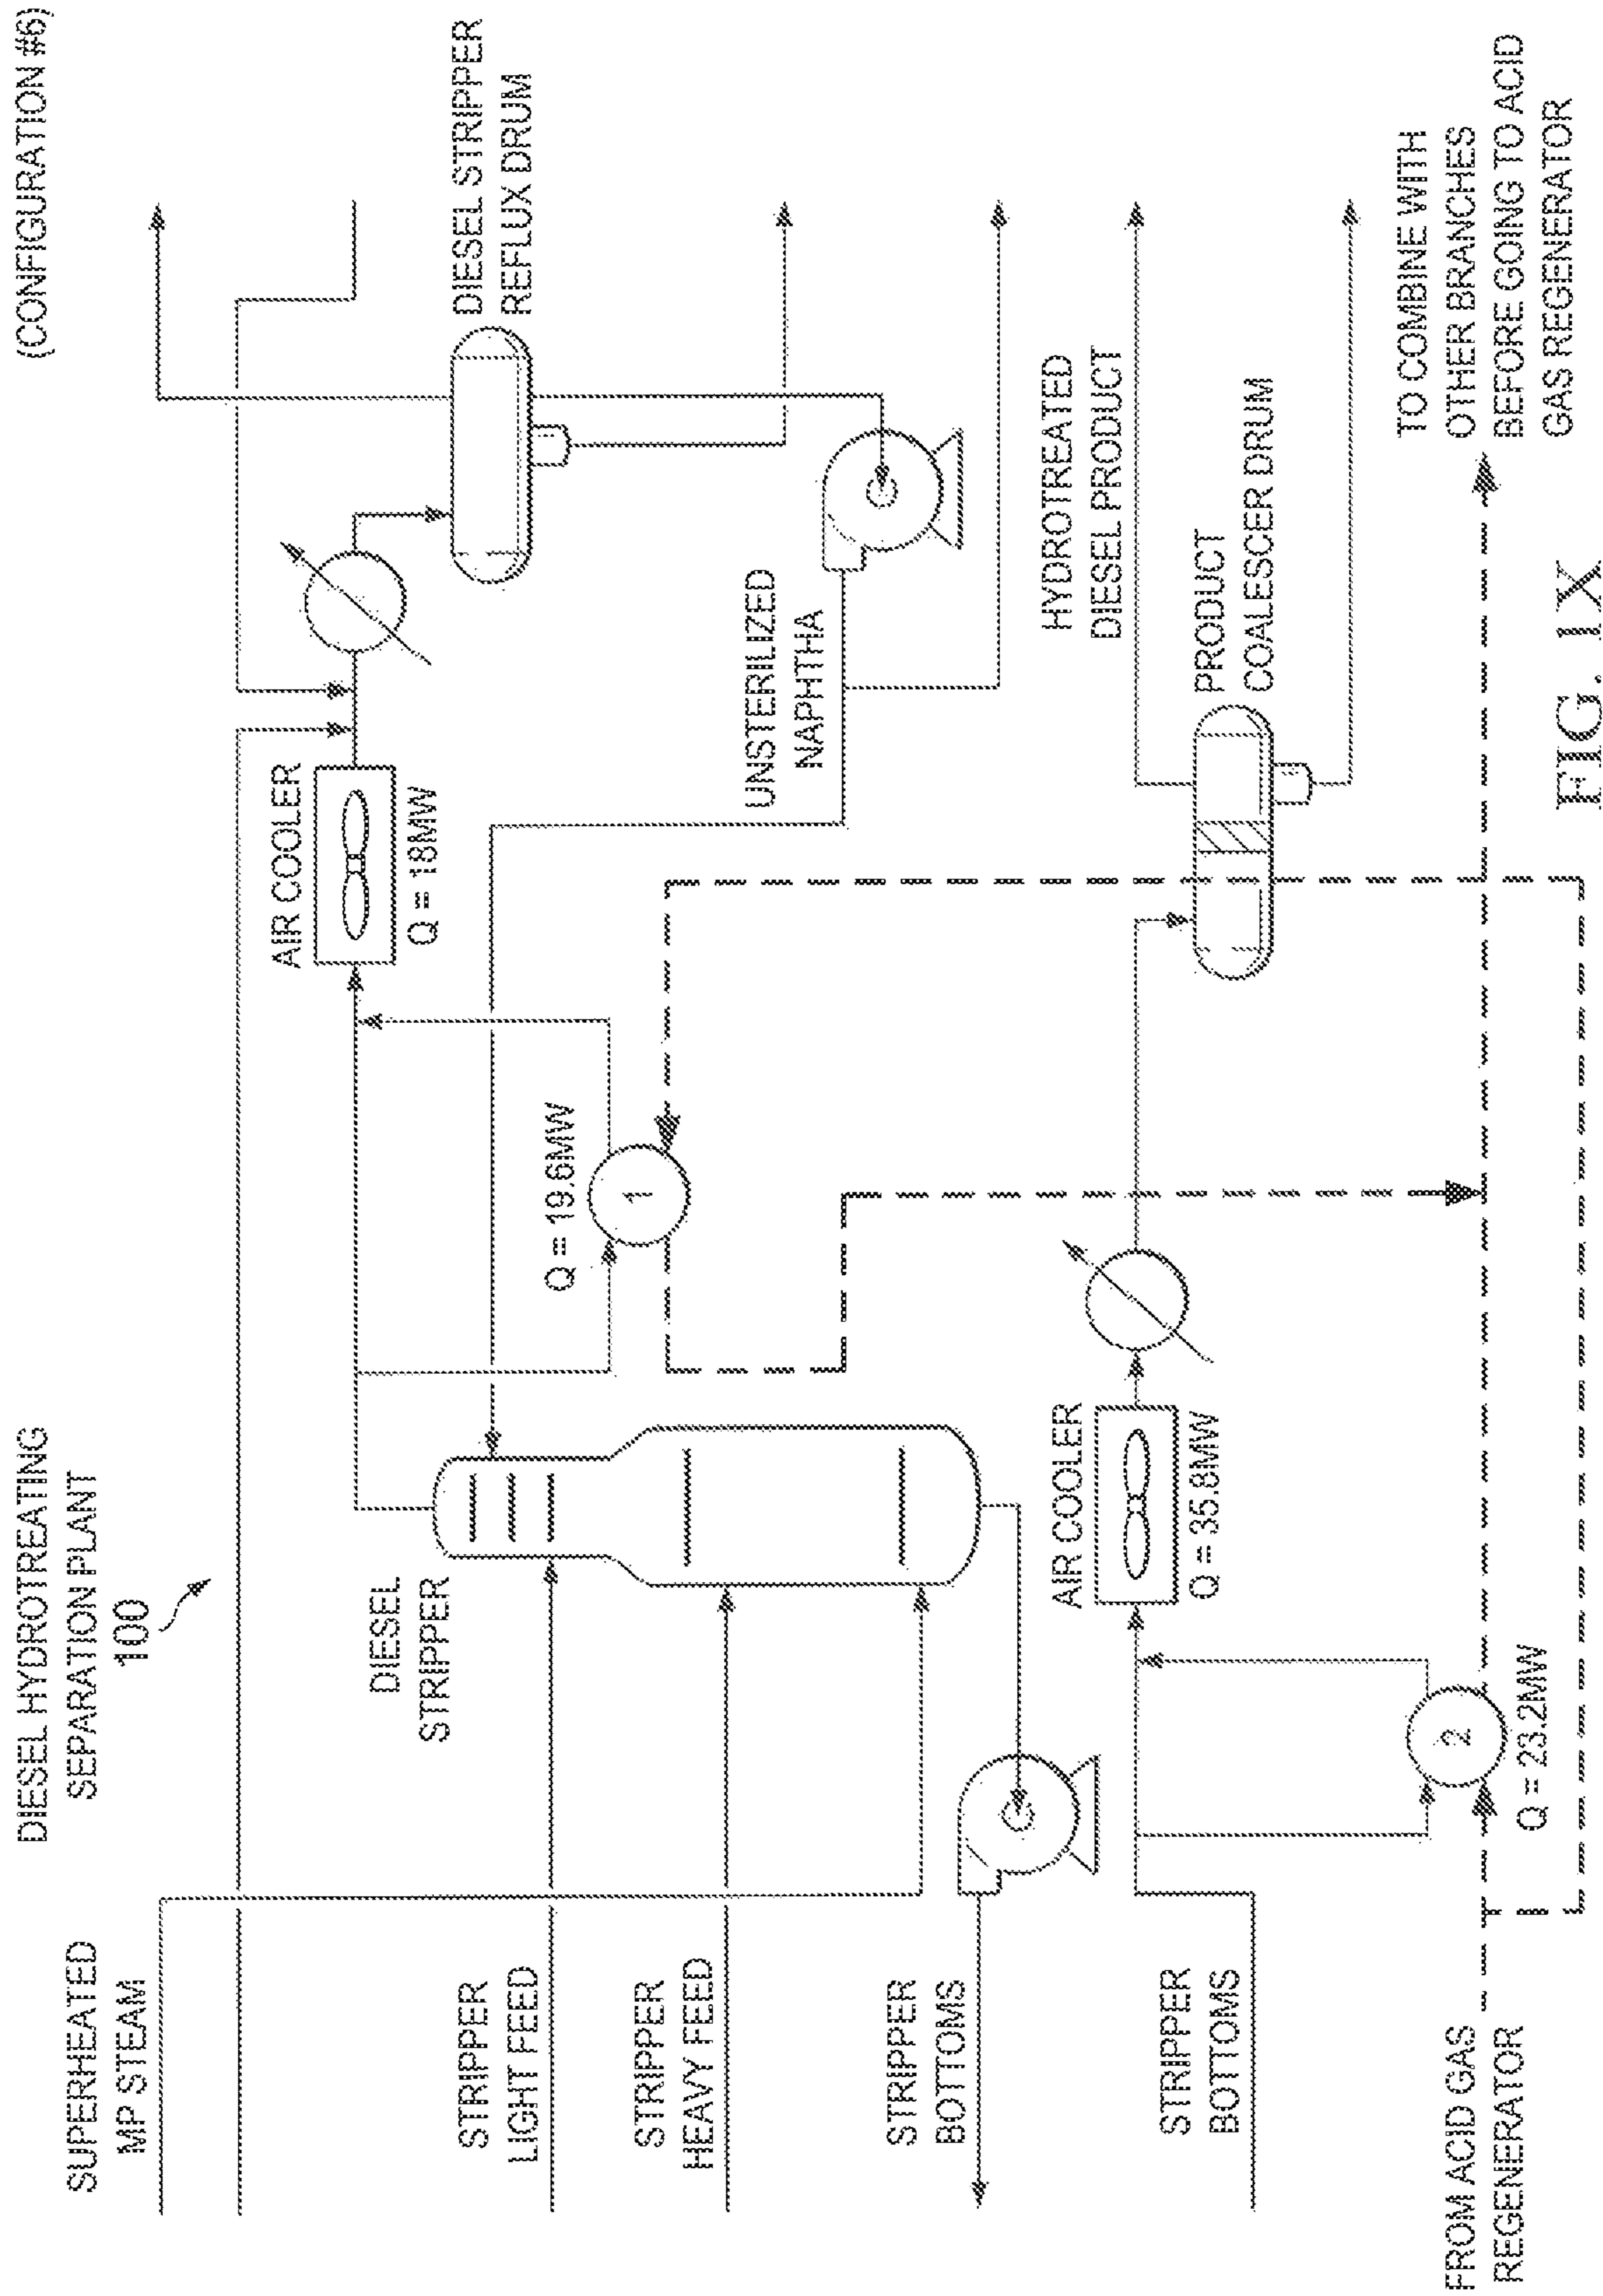 DIESEL HYDROTREATING
SEPARATION PLANT
100
(CONFIGURATION #6)
SUPERHEATED
MP STEAM
AIR COOLER
Q = 18MW
DIESEL STRIPPER
REFLUX DRUM
DIESEL
STRIPPER
STRIPPER
LIGHT FEED
Q = 19.6MW
1
STRIPPER
HEAVY FEED
UNSTERILIZED
NAPHTHA
STRIPPER
BOTTOMS
HYDROTREATED
DIESEL PRODUCT
AIR COOLER
Q = 35.8MW
STRIPPER
BOTTOMS
PRODUCT
COALESCER DRUM
2
Q = 23.2MW
FROM ACID GAS
REGENERATOR
TO COMBINE WITH
OTHER BRANCHES
BEFORE GOING TO ACID
GAS REGENERATOR
FIG. 1X